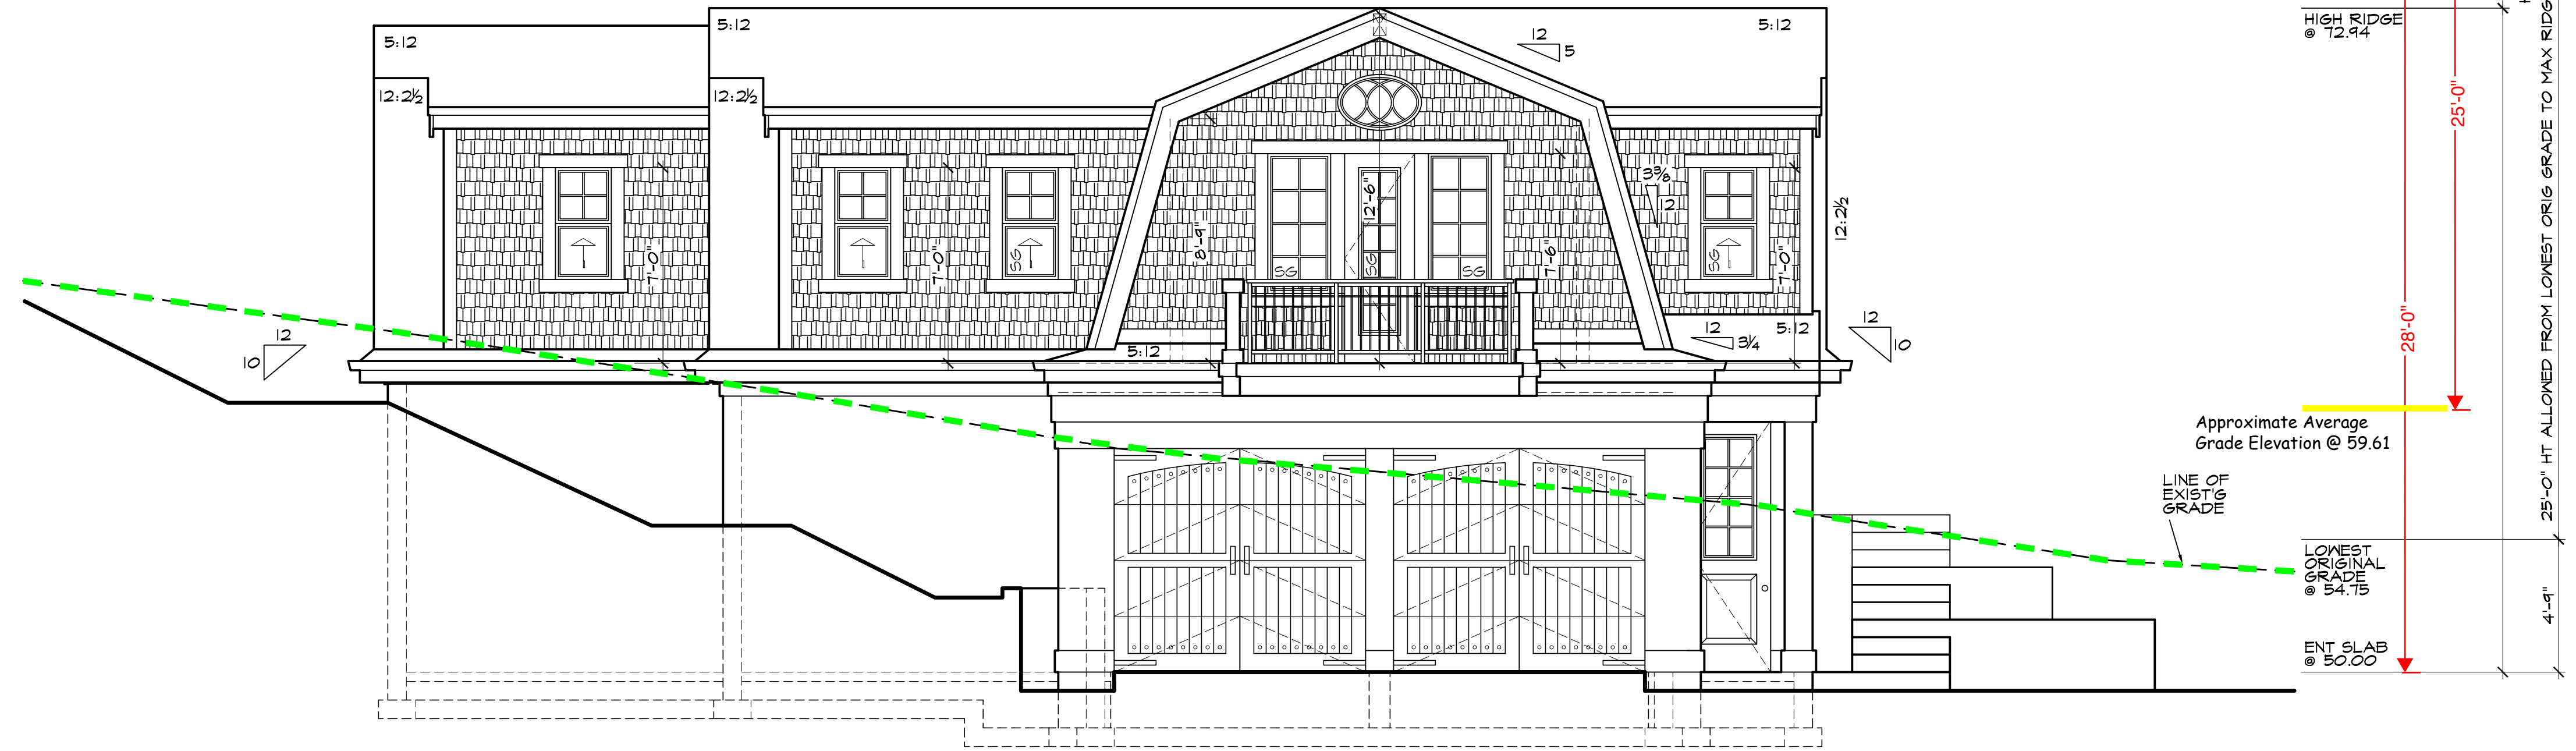 5:12
5:12
5:12
12:2½
12:2½
12
5
3⅜
12
12:2½
7'-0"
7'-0"
SG
8'-9"
SG
12'-6"
SG
SG
7'-6"
SG
7'-0"
12
10
5:12
12
3¼
5:12
12
10
HIGH RIDGE
@ 72.94
25'-0"
28'-0"
25'-0" HT ALLOWED FROM LOWEST ORIG GRADE TO MAX RIDG
Approximate Average
Grade Elevation @ 59.61
LINE OF
EXIST'G
GRADE
LOWEST
ORIGINAL
GRADE
@ 54.75
4'-9"
ENT SLAB
@ 50.00